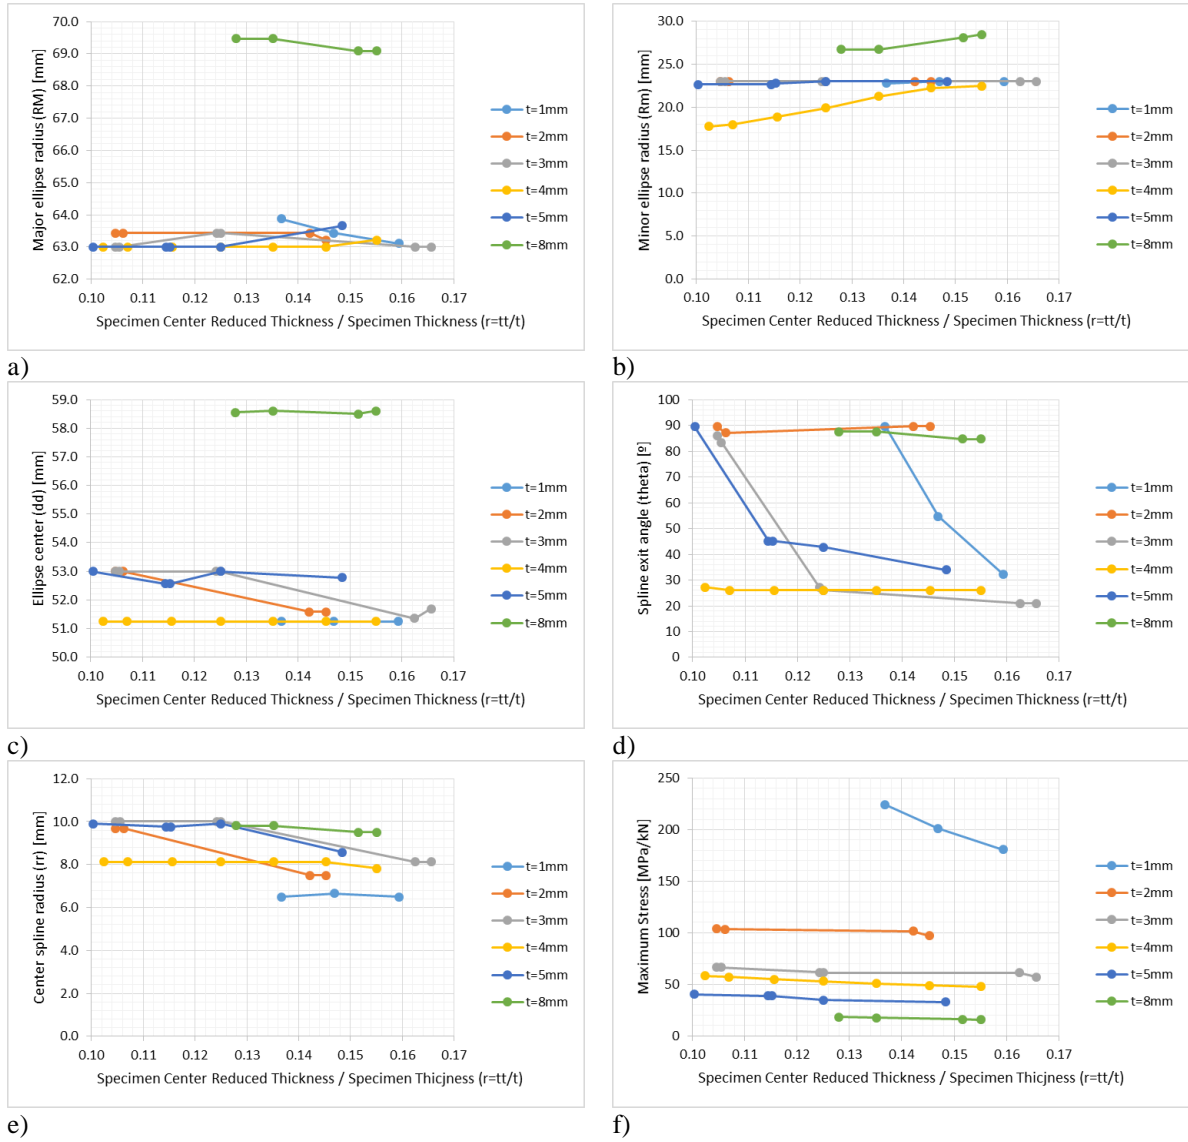 70.0
69.0
68.0
67.0
66.0
65.0
64.0
63.0
62.0
0.10 0.11 0.12 0.13 0.14 0.15 0.16 0.17
Major ellipse radius (RM) [mm]
Specimen Center Reduced Thickness / Specimen Thickness (r=tt/t)
t=1mm
t=2mm
t=3mm
t=4mm
t=5mm
t=8mm
a)
30.0
25.0
20.0
15.0
10.0
5.0
0.0
0.10 0.11 0.12 0.13 0.14 0.15 0.16 0.17
Minor ellipse radius (Rm) [mm]
Specimen Center Reduced Thickness / Specimen Thickness (r=tt/t)
t=1mm
t=2mm
t=3mm
t=4mm
t=5mm
t=8mm
b)
59.0
58.0
57.0
56.0
55.0
54.0
53.0
52.0
51.0
50.0
0.10 0.11 0.12 0.13 0.14 0.15 0.16 0.17
Ellipse center (dd) [mm]
Specimen Center Reduced Thickness / Specimen Thickness (r=tt/t)
t=1mm
t=2mm
t=3mm
t=4mm
t=5mm
t=8mm
c)
100
90
80
70
60
50
40
30
20
10
0
0.10 0.11 0.12 0.13 0.14 0.15 0.16 0.17
Spline exit angle (theta) [º]
Specimen Center Reduced Thickness / Specimen Thickness (r=tt/t)
t=1mm
t=2mm
t=3mm
t=4mm
t=5mm
t=8mm
d)
12.0
10.0
8.0
6.0
4.0
2.0
0.0
0.10 0.11 0.12 0.13 0.14 0.15 0.16 0.17
Center spline radius (rr) [mm]
Specimen Center Reduced Thickness / Specimen Thicjness (r=tt/t)
t=1mm
t=2mm
t=3mm
t=4mm
t=5mm
t=8mm
e)
250
200
150
100
50
0
0.10 0.11 0.12 0.13 0.14 0.15 0.16 0.17
Maximum Stress [MPa/kN]
Specimen Center Reduced Thickness / Specimen Thicjness (r=tt/t)
t=1mm
t=2mm
t=3mm
t=4mm
t=5mm
t=8mm
f)